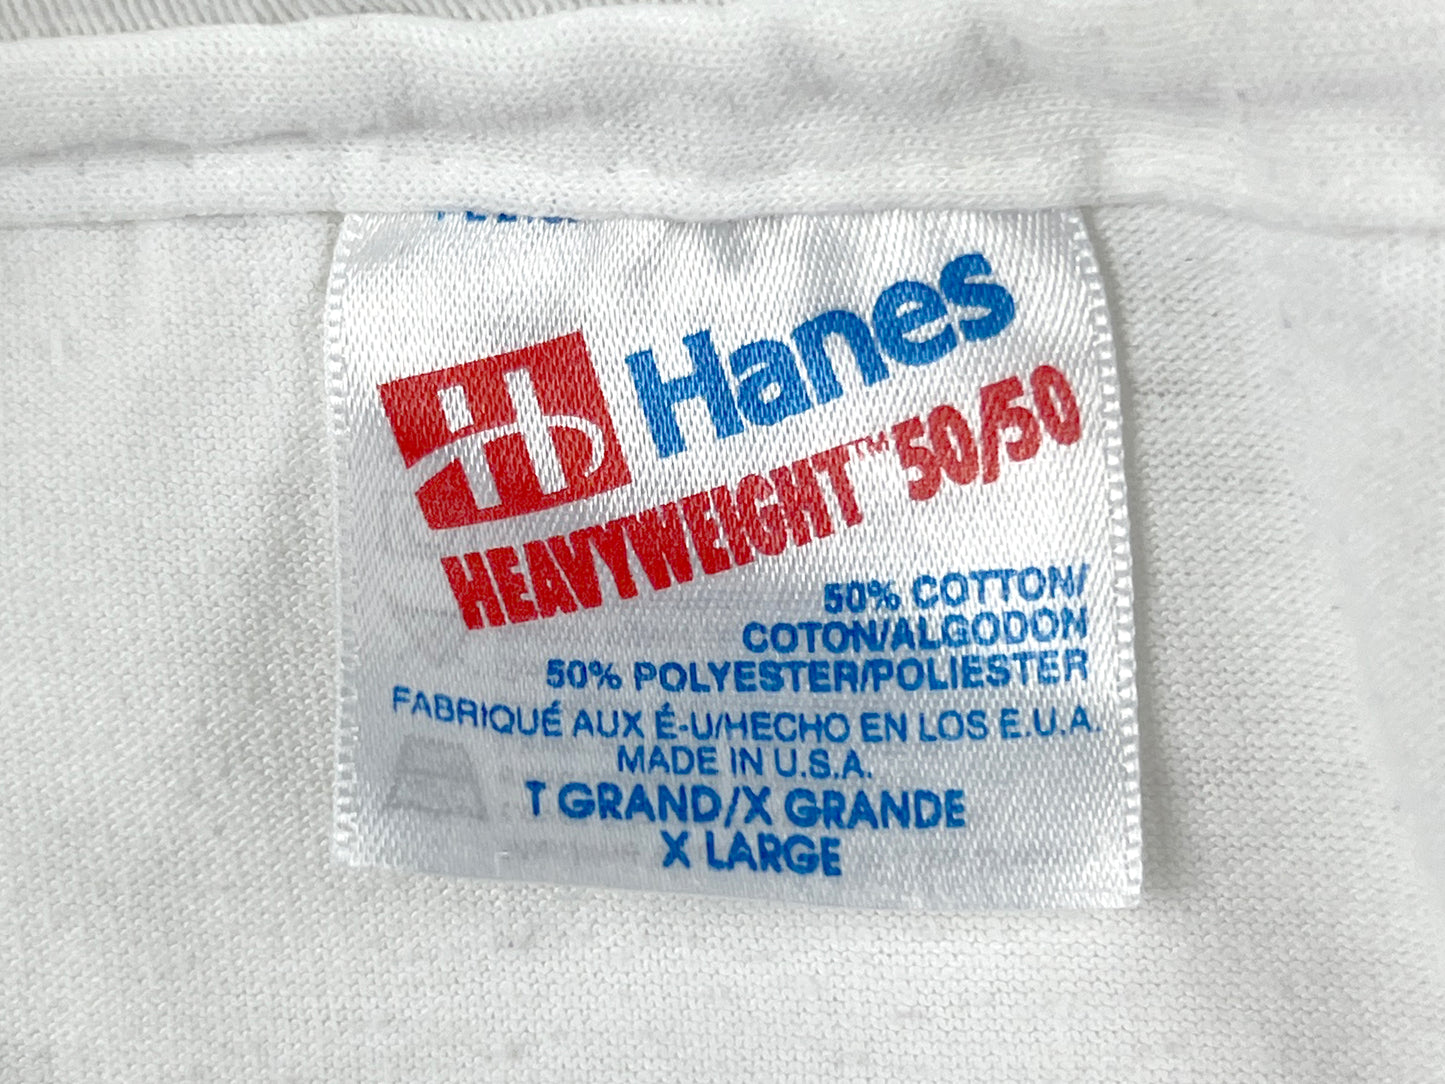 Hanes
HEAVYWEIGHT™ 50/50
50% COTTON/
COTON/ALGODON
50% POLYESTER/POLIESTER
FABRIQUÉ AUX É-U/HECHO EN LOS E.U.A.
MADE IN U.S.A.
T GRAND/X GRANDE
X LARGE